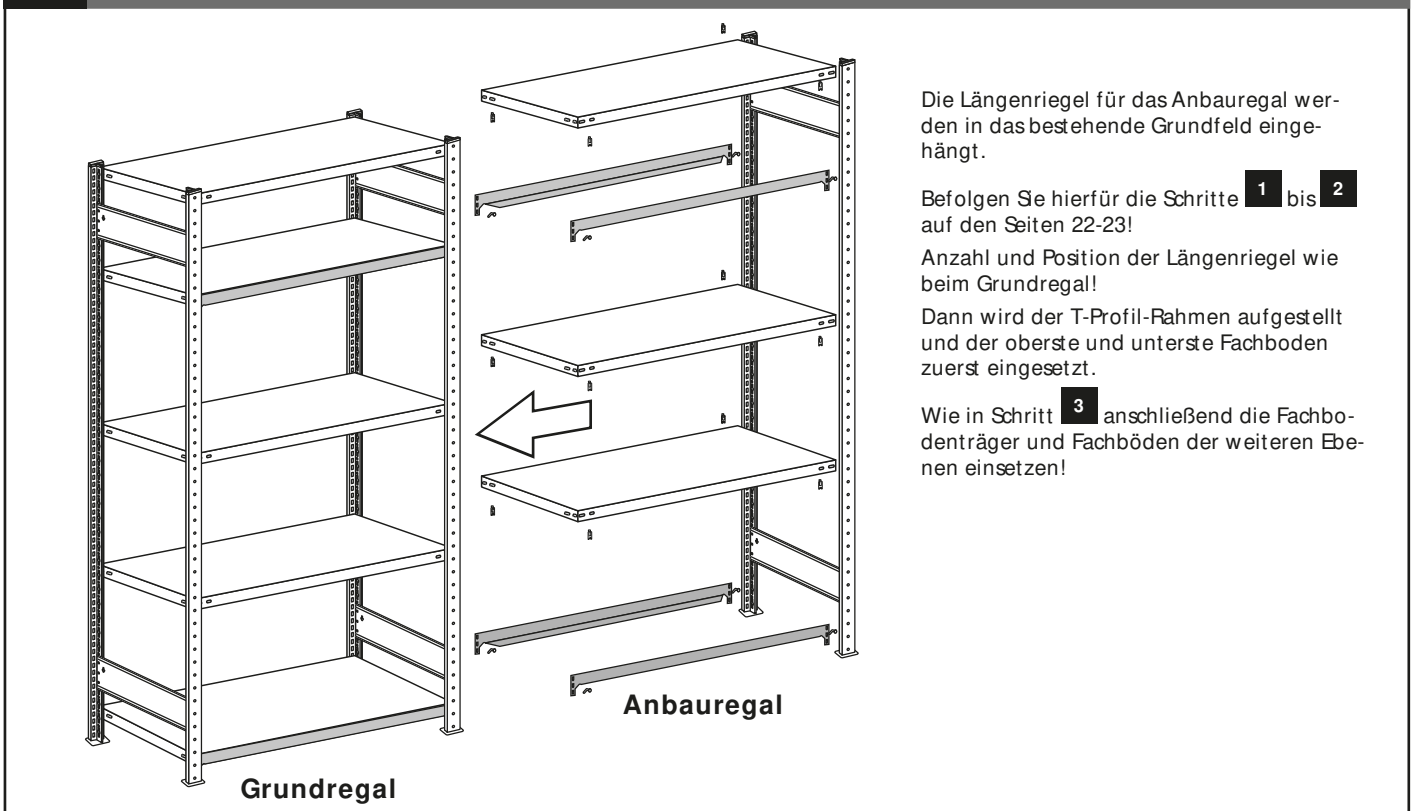 Die Längenriegel für das Anbauregal wer-
den in das bestehende Grundfeld einge-
hängt.
Befolgen Sie hierfür die Schritte 1 bis 2
auf den Seiten 22-23!
Anzahl und Position der Längenriegel wie
beim Grundregal!
Dann wird der T-Profil-Rahmen aufgestellt
und der oberste und unterste Fachboden
zuerst eingesetzt.
Wie in Schritt 3 anschließend die Fachbo-
denträger und Fachböden der weiteren Ebe-
nen einsetzen!
Anbauregal
Grundregal